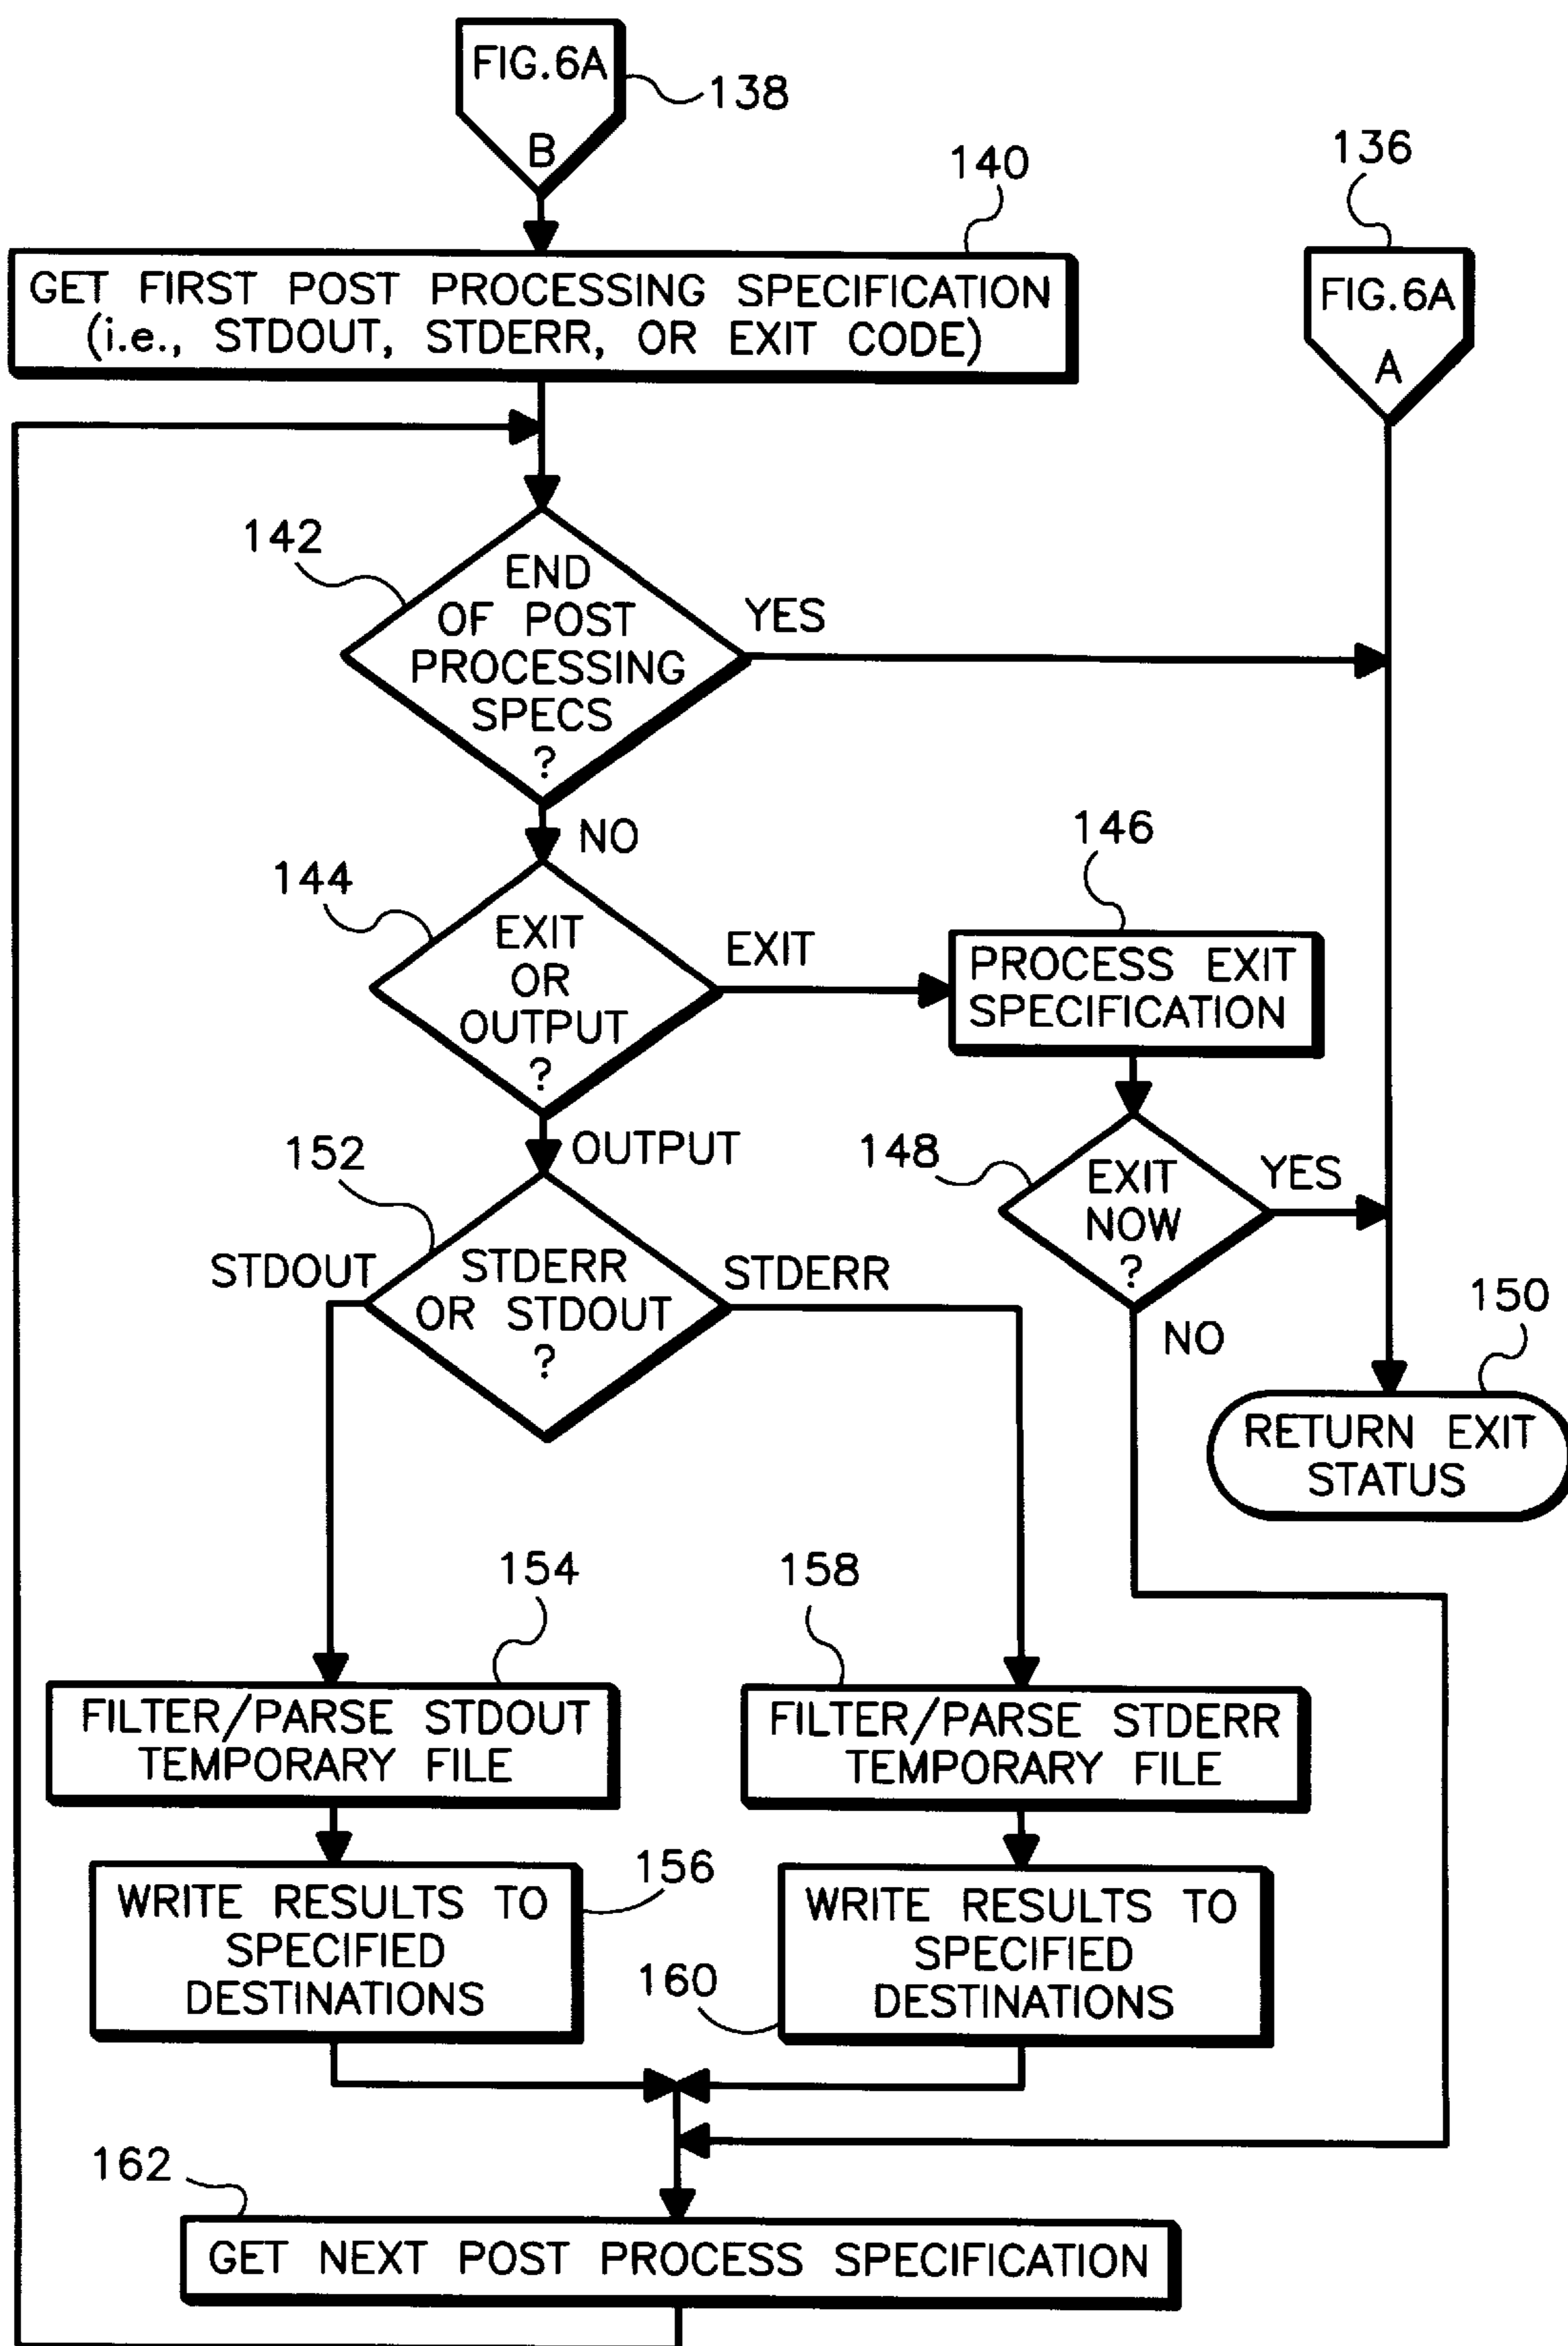 FIG.6A
B
138
136
140
GET FIRST POST PROCESSING SPECIFICATION
(i.e., STDOUT, STDERR, OR EXIT CODE)
FIG.6A
A
142
END
OF POST
PROCESSING
SPECS
?
YES
NO
144
EXIT
OR
OUTPUT
?
EXIT
146
PROCESS EXIT
SPECIFICATION
OUTPUT
148
EXIT
NOW
?
YES
NO
152
STDOUT
STDERR
OR STDOUT
?
STDERR
150
RETURN EXIT
STATUS
154
FILTER/PARSE STDOUT
TEMPORARY FILE
158
FILTER/PARSE STDERR
TEMPORARY FILE
156
WRITE RESULTS TO
SPECIFIED
DESTINATIONS
160
WRITE RESULTS TO
SPECIFIED
DESTINATIONS
162
GET NEXT POST PROCESS SPECIFICATION